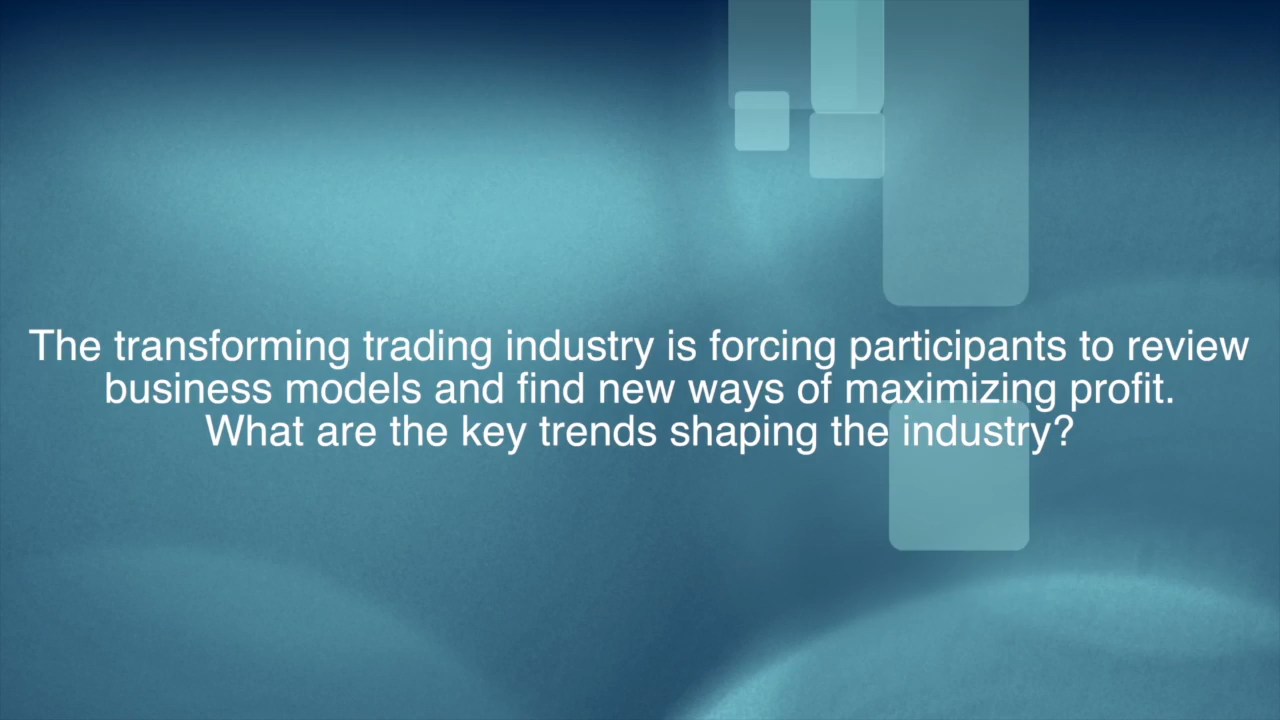 The transforming trading industry is forcing participants to review
business models and find new ways of maximizing profit.
What are the key trends shaping the industry?